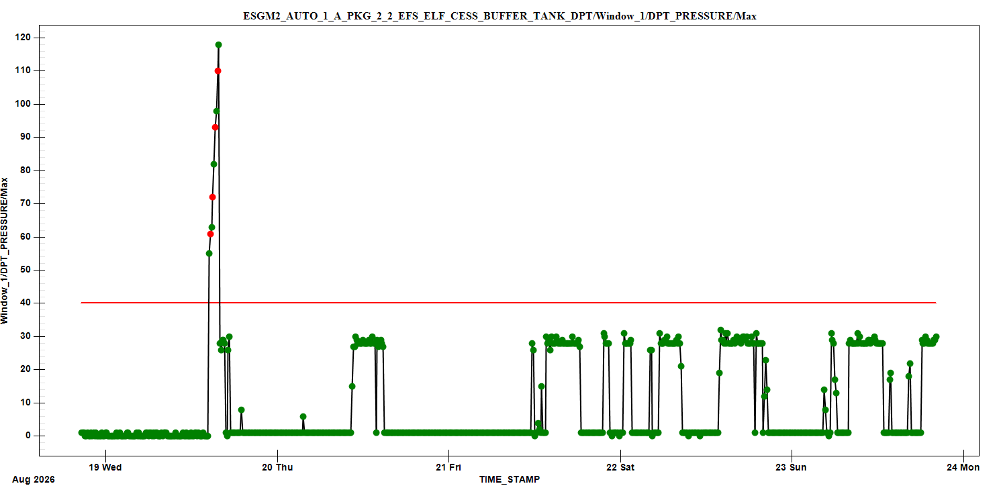 ESGM2_AUTO_1_A_PKG_2_2_EFS_ELF_CESS_BUFFER_TANK_DPT/Window_1/DPT_PRESSURE/Max
120
110
100
90
80
70
60
50
40
30
20
10
0
Window_1/DPT_PRESSURE/Max
19 Wed
20 Thu
21 Fri
22 Sat
23 Sun
24 Mon
Aug 2026
TIME_STAMP